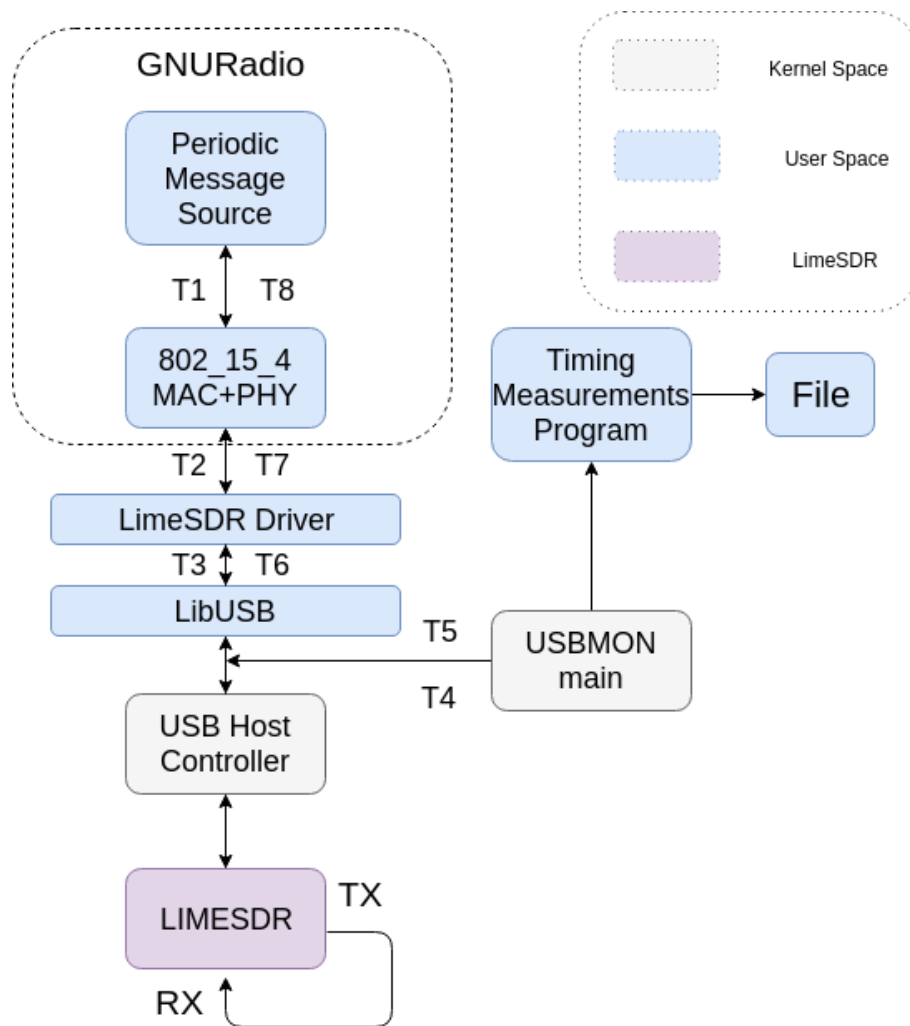 GNURadio
Periodic
Message
Source
T1
T8
802_15_4
MAC+PHY
T2
T7
LimeSDR Driver
T3
T6
LibUSB
USB Host
Controller
LIMESDR
TX
RX
Kernel Space
User Space
LimeSDR
Timing
Measurements
Program
File
T5
T4
USBMON
main